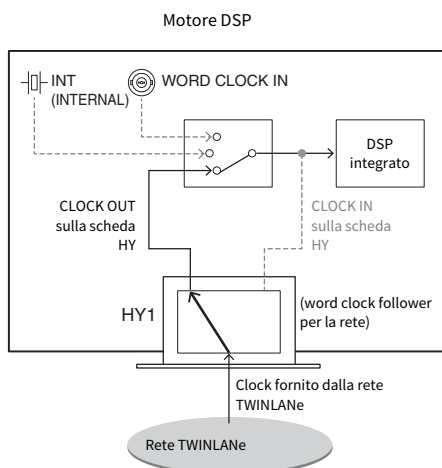 Motore DSP
INT
(INTERNAL)
WORD CLOCK IN
DSP
integrato
CLOCK OUT
sulla scheda
HY
CLOCK IN
sulla scheda
HY
HY1
(word clock follower
per la rete)
Clock fornito dalla rete
TWINLANe
Rete TWINLANe